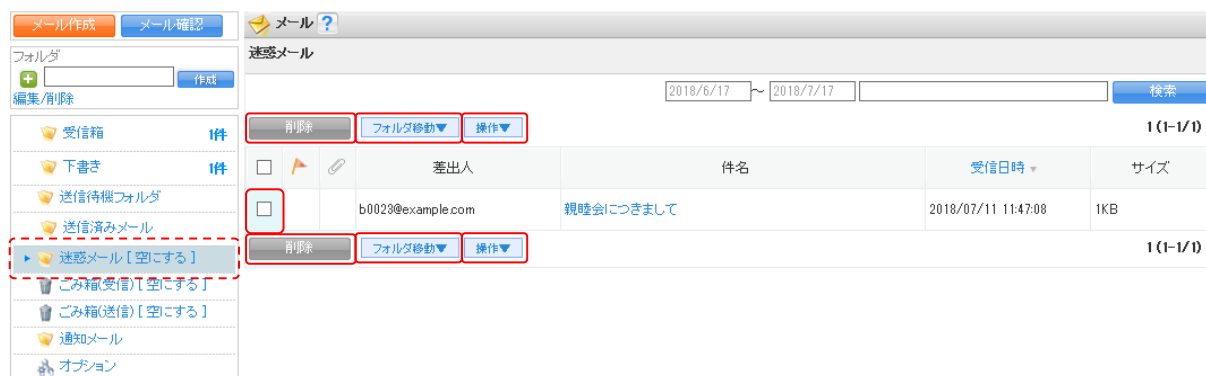 メール作成 メール確認
フォルダ
作成
編集/削除
受信箱 1件
下書き 1件
送信待機フォルダ
送信済みメール
迷惑メール [ 空にする ]
ごみ箱(受信) [ 空にする ]
ごみ箱(送信) [ 空にする ]
通知メール
オプション
メール ?
迷惑メール
2018/6/17 ～ 2018/7/17 検索
削除 フォルダ移動▼ 操作▼ 1 (1-1/1)
差出人 件名 受信日時 ▼ サイズ
b0023@example.com 親睦会につきまして 2018/07/11 11:47:08 1KB
削除 フォルダ移動▼ 操作▼ 1 (1-1/1)